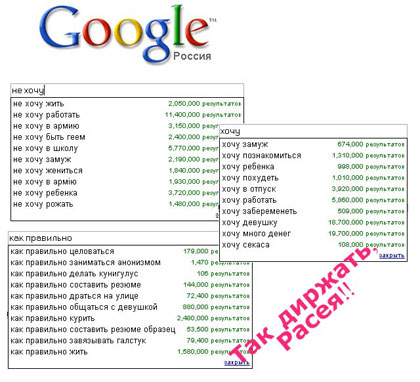 Google™
Россия
не хочу
не хочу жить 2,050,000 результатов
не хочу работать 11,400,000 результатов
не хочу в армию 3,150,000 результатов
не хочу быть геем 2,400,000 результатов
не хочу в школу 5,770,000 результатов
не хочу замуж 2,190,000 результатов
не хочу жениться 1,840,000 результатов
не хочу в армію 1,930,000 результатов
не хочу ребенка 3,720,000 результатов
не хочу рожать 1,480,000 результатов
хочу
хочу замуж 674,000 результатов
хочу познакомиться 1,310,000 результатов
хочу ребенка 998,000 результатов
хочу похудеть 1,010,000 результатов
хочу в отпуск 3,920,000 результатов
хочу работать 5,860,000 результатов
хочу забеременеть 509,000 результатов
хочу девушку 18,700,000 результатов
хочу много денег 19,700,000 результатов
хочу секаса 108,000 результатов
закрыть
как правильно
как правильно целоваться 179,000 результатов
как правильно заниматься анонизмом 1,470 результатов
как правильно делать кунигулус 106 результатов
как правильно составить резюме 144,000 результатов
как правильно драться на улице 72,400 результатов
как правильно общаться с девушкой 880,000 результатов
как правильно курить 2,480,000 результатов
как правильно составить резюме образец 53,500 результатов
как правильно завязывать галстук 79,400 результатов
как правильно жить 1,580,000 результатов
закрыть
Так диржать,
расея!!